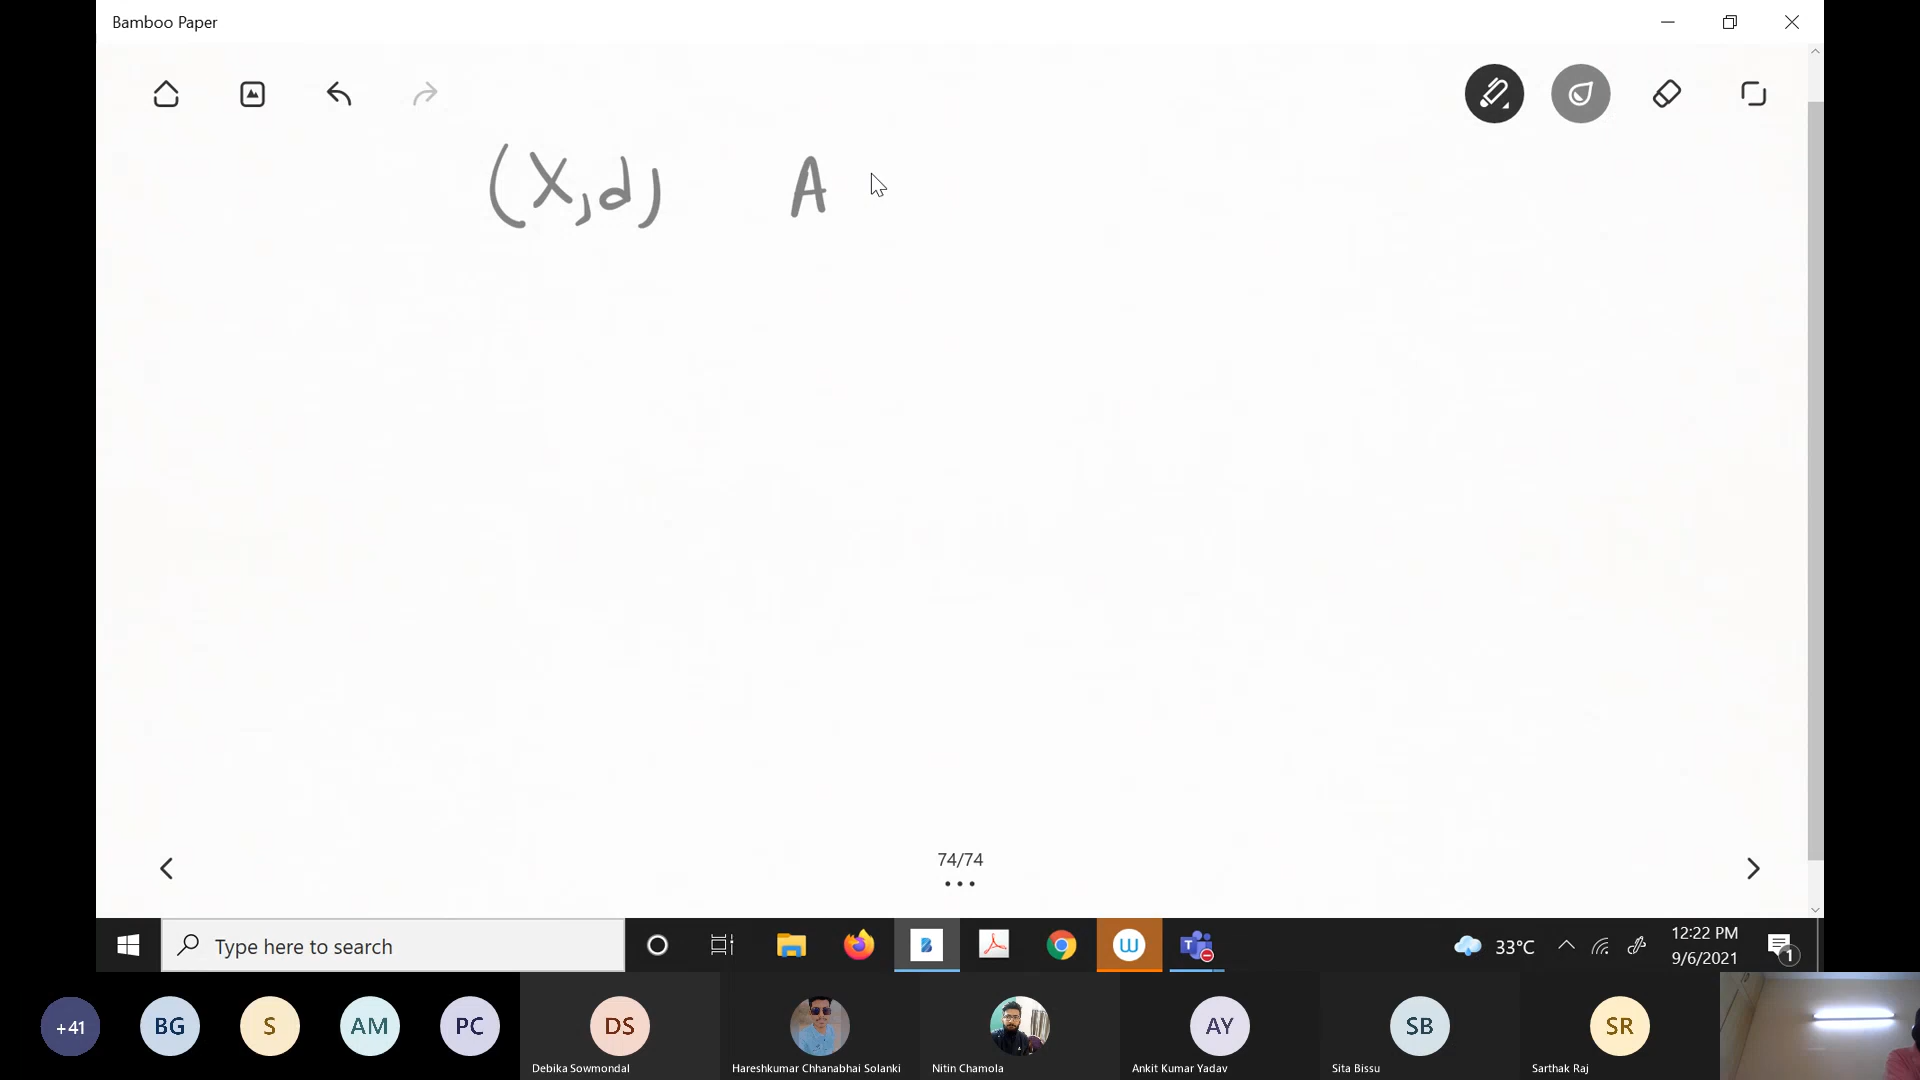 Bamboo Paper
(X,d) A
74/74
Type here to search
B
W
T
33°C
12:22 PM
9/6/2021
1
+41
BG
S
AM
PC
DS
AY
SB
SR
Debika Sowmondal
Hareshkumar Chhanabhai Solanki
Nitin Chamola
Ankit Kumar Yadav
Sita Bissu
Sarthak Raj